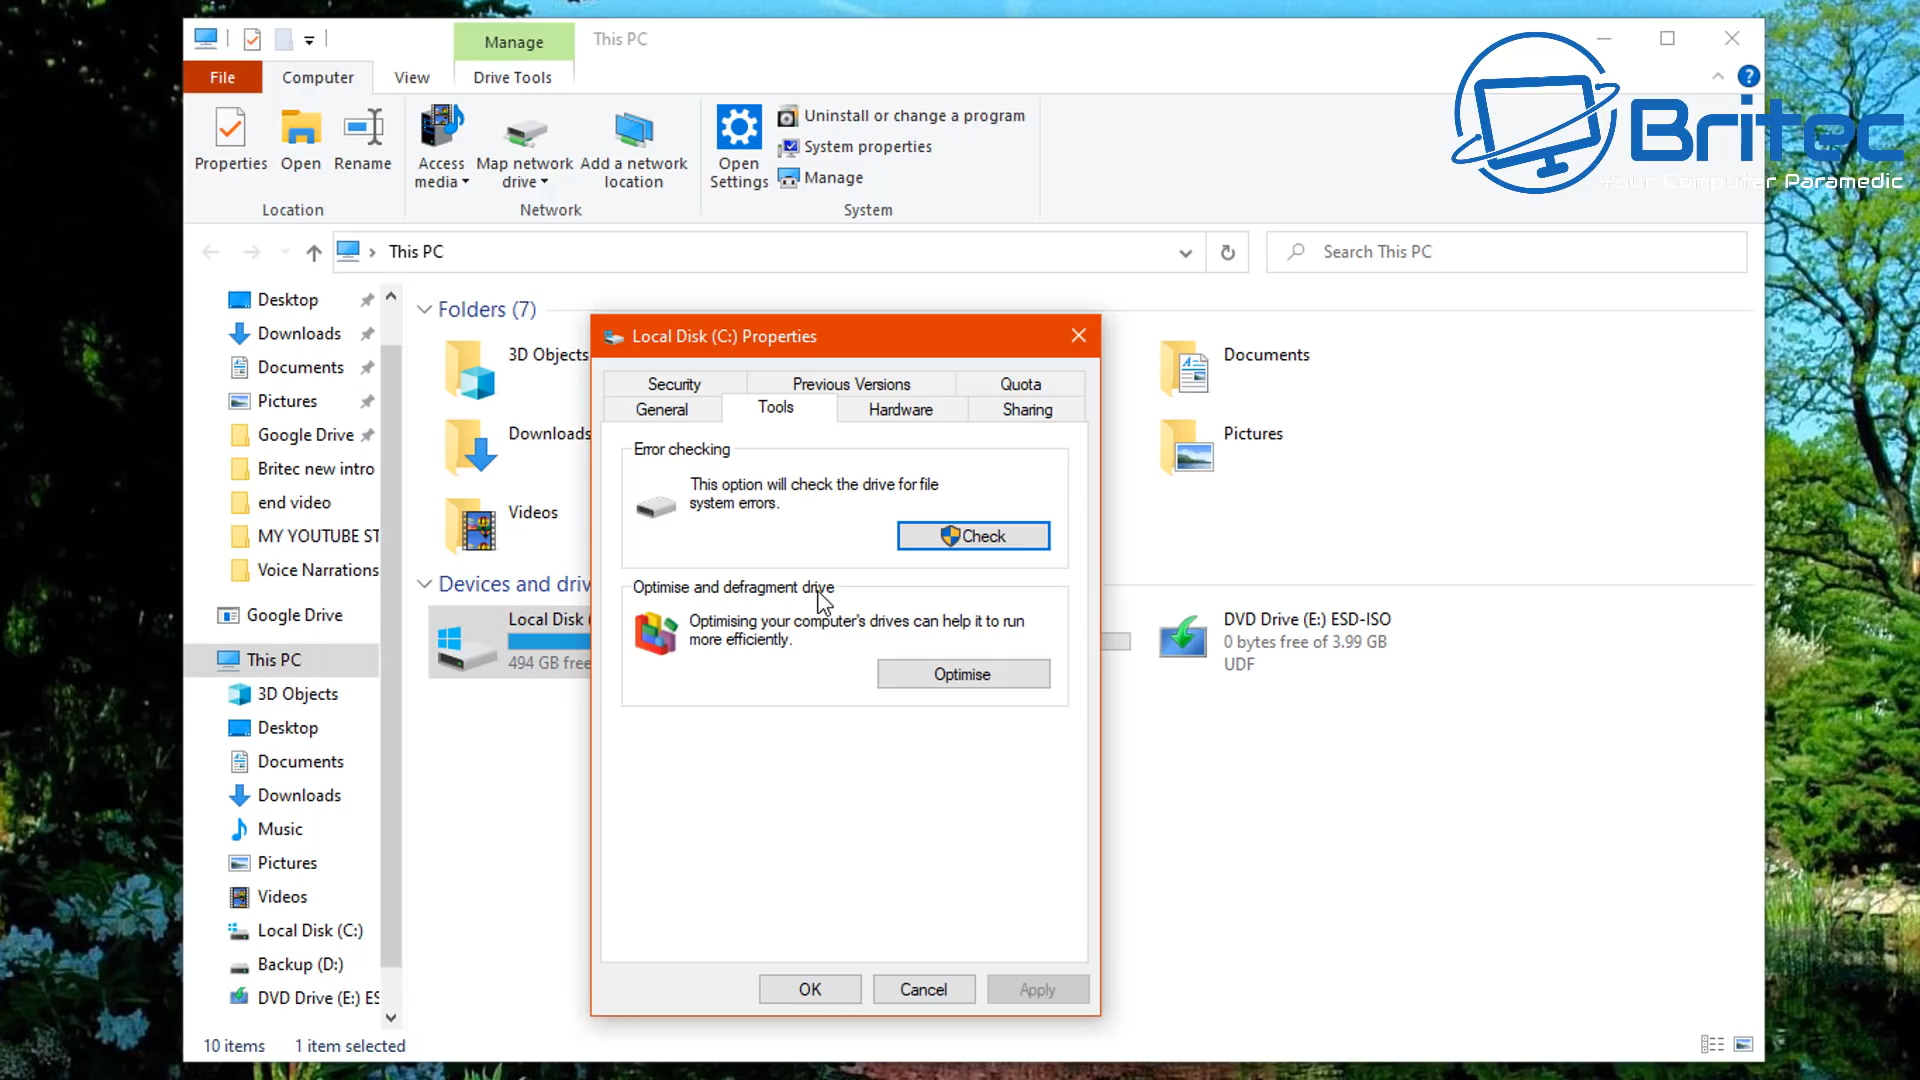 Manage
This PC
File
Computer
View
Drive Tools
Properties
Open
Rename
Access
media
Map network
drive
Add a network
location
Open
Settings
Uninstall or change a program
System properties
Manage
Location
Network
System
Britec
Your Computer Paramedic
This PC
Search This PC
Desktop
Downloads
Documents
Pictures
Google Drive
Britec new intro
end video
MY YOUTUBE ST
Voice Narrations
Google Drive
This PC
3D Objects
Desktop
Documents
Downloads
Music
Pictures
Videos
Local Disk (C:)
Backup (D:)
DVD Drive (E:) ES
Folders (7)
3D Objects
Documents
Downloads
Pictures
Videos
Devices and driv
Local Disk (
494 GB free
DVD Drive (E:) ESD-ISO
0 bytes free of 3.99 GB
UDF
Local Disk (C:) Properties
Security
Previous Versions
Quota
General
Tools
Hardware
Sharing
Error checking
This option will check the drive for file
system errors.
Check
Optimise and defragment drive
Optimising your computer's drives can help it to run
more efficiently.
Optimise
OK
Cancel
Apply
10 items
1 item selected